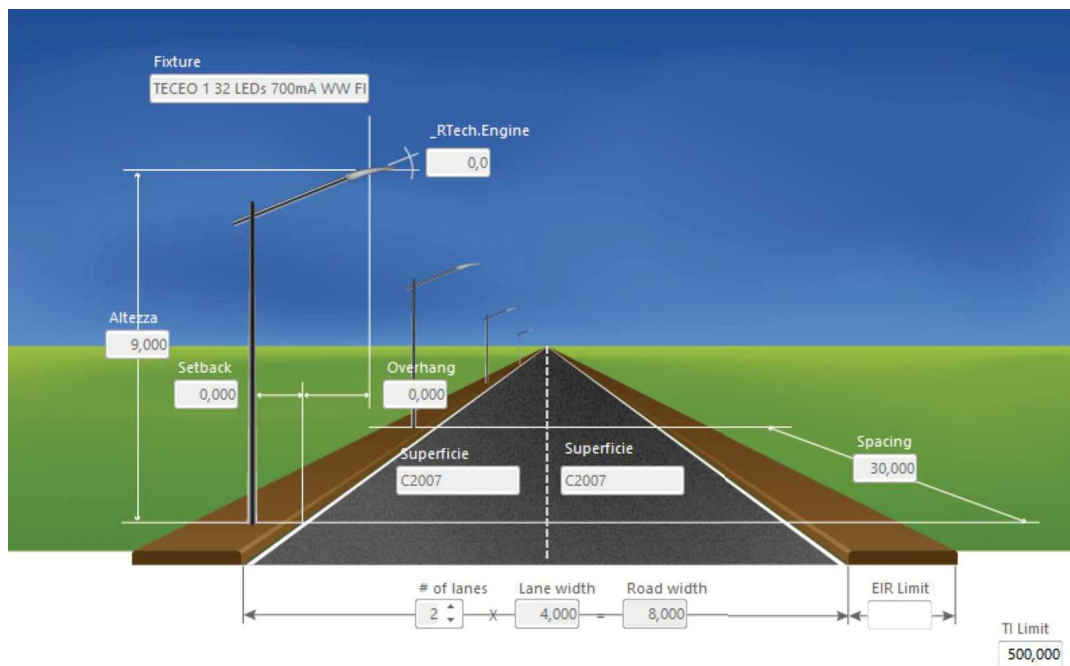 Fixture
TECEO 1 32 LEDs 700mA WW Fl
_RTech.Engine
0,0
Altezza
9,000
Setback
0,000
Overhang
0,000
Superficie
C2007
Superficie
C2007
Spacing
30,000
# of lanes
2
x
Lane width
4,000
=
Road width
8,000
EIR Limit
TI Limit
500,000